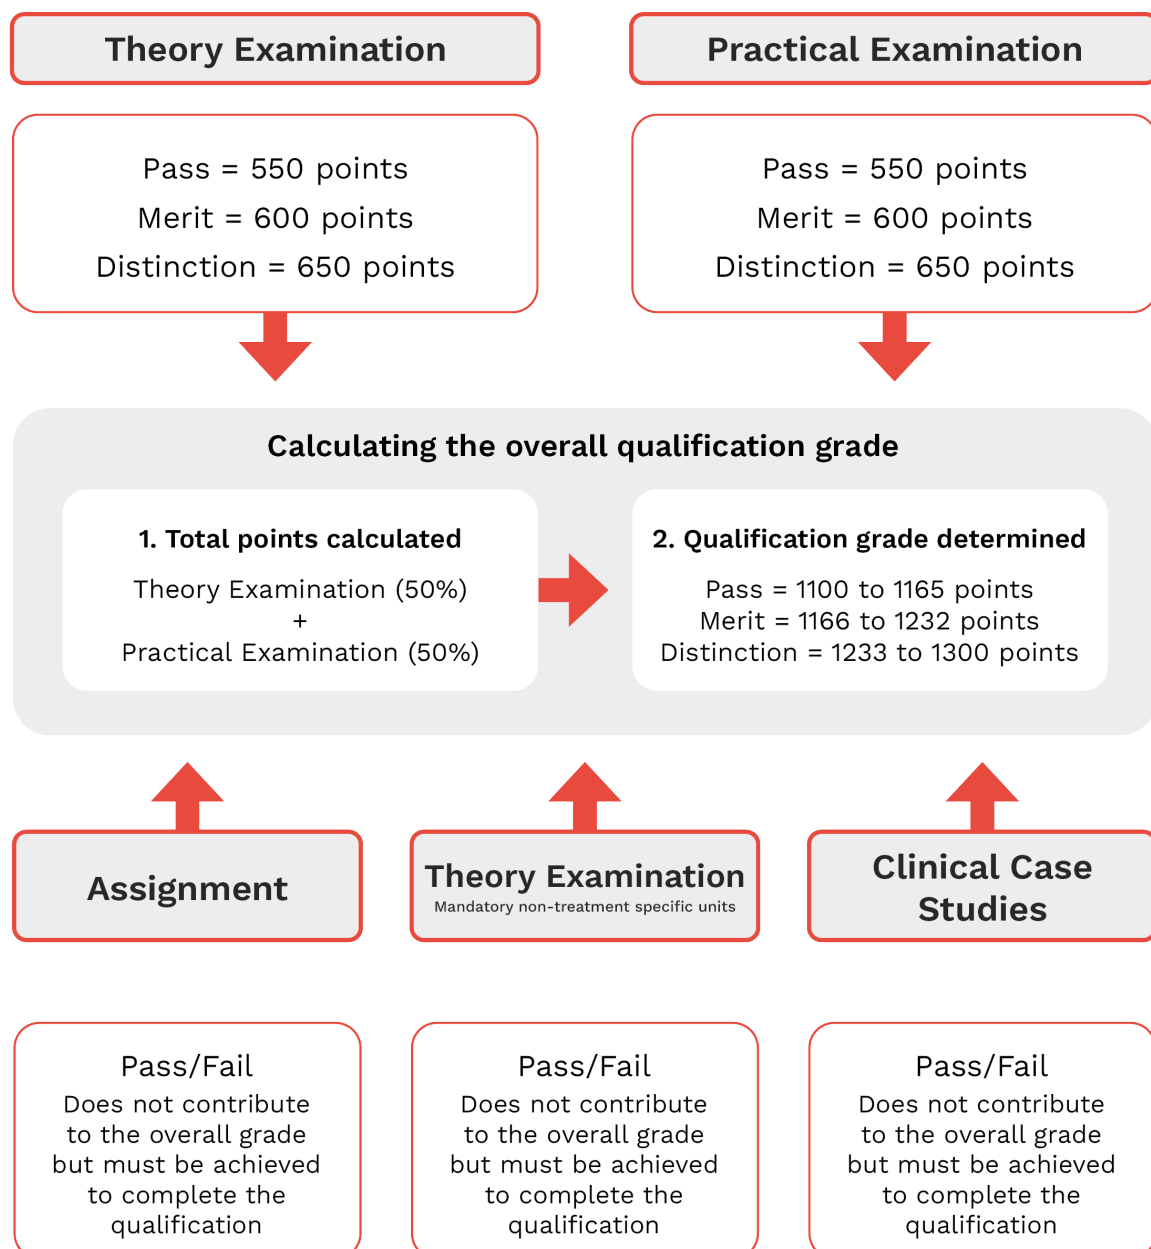 Theory Examination
Practical Examination
Pass = 550 points
Merit = 600 points
Distinction = 650 points
Pass = 550 points
Merit = 600 points
Distinction = 650 points
Calculating the overall qualification grade
1. Total points calculated
Theory Examination (50%)
+
Practical Examination (50%)
2. Qualification grade determined
Pass = 1100 to 1165 points
Merit = 1166 to 1232 points
Distinction = 1233 to 1300 points
Assignment
Theory Examination
Mandatory non-treatment specific units
Clinical Case
Studies
Pass/Fail
Does not contribute
to the overall grade
but must be achieved
to complete the
qualification
Pass/Fail
Does not contribute
to the overall grade
but must be achieved
to complete the
qualification
Pass/Fail
Does not contribute
to the overall grade
but must be achieved
to complete the
qualification